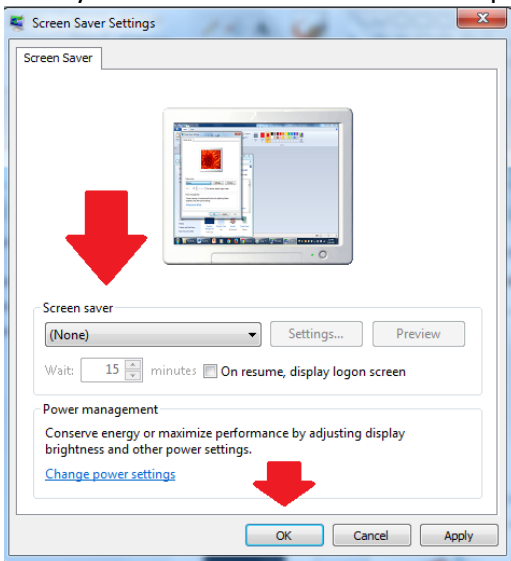 Screen Saver Settings
Screen Saver
Screen saver
(None) Settings... Preview
Wait: 15 minutes On resume, display logon screen
Power management
Conserve energy or maximize performance by adjusting display
brightness and other power settings.
Change power settings
OK Cancel Apply